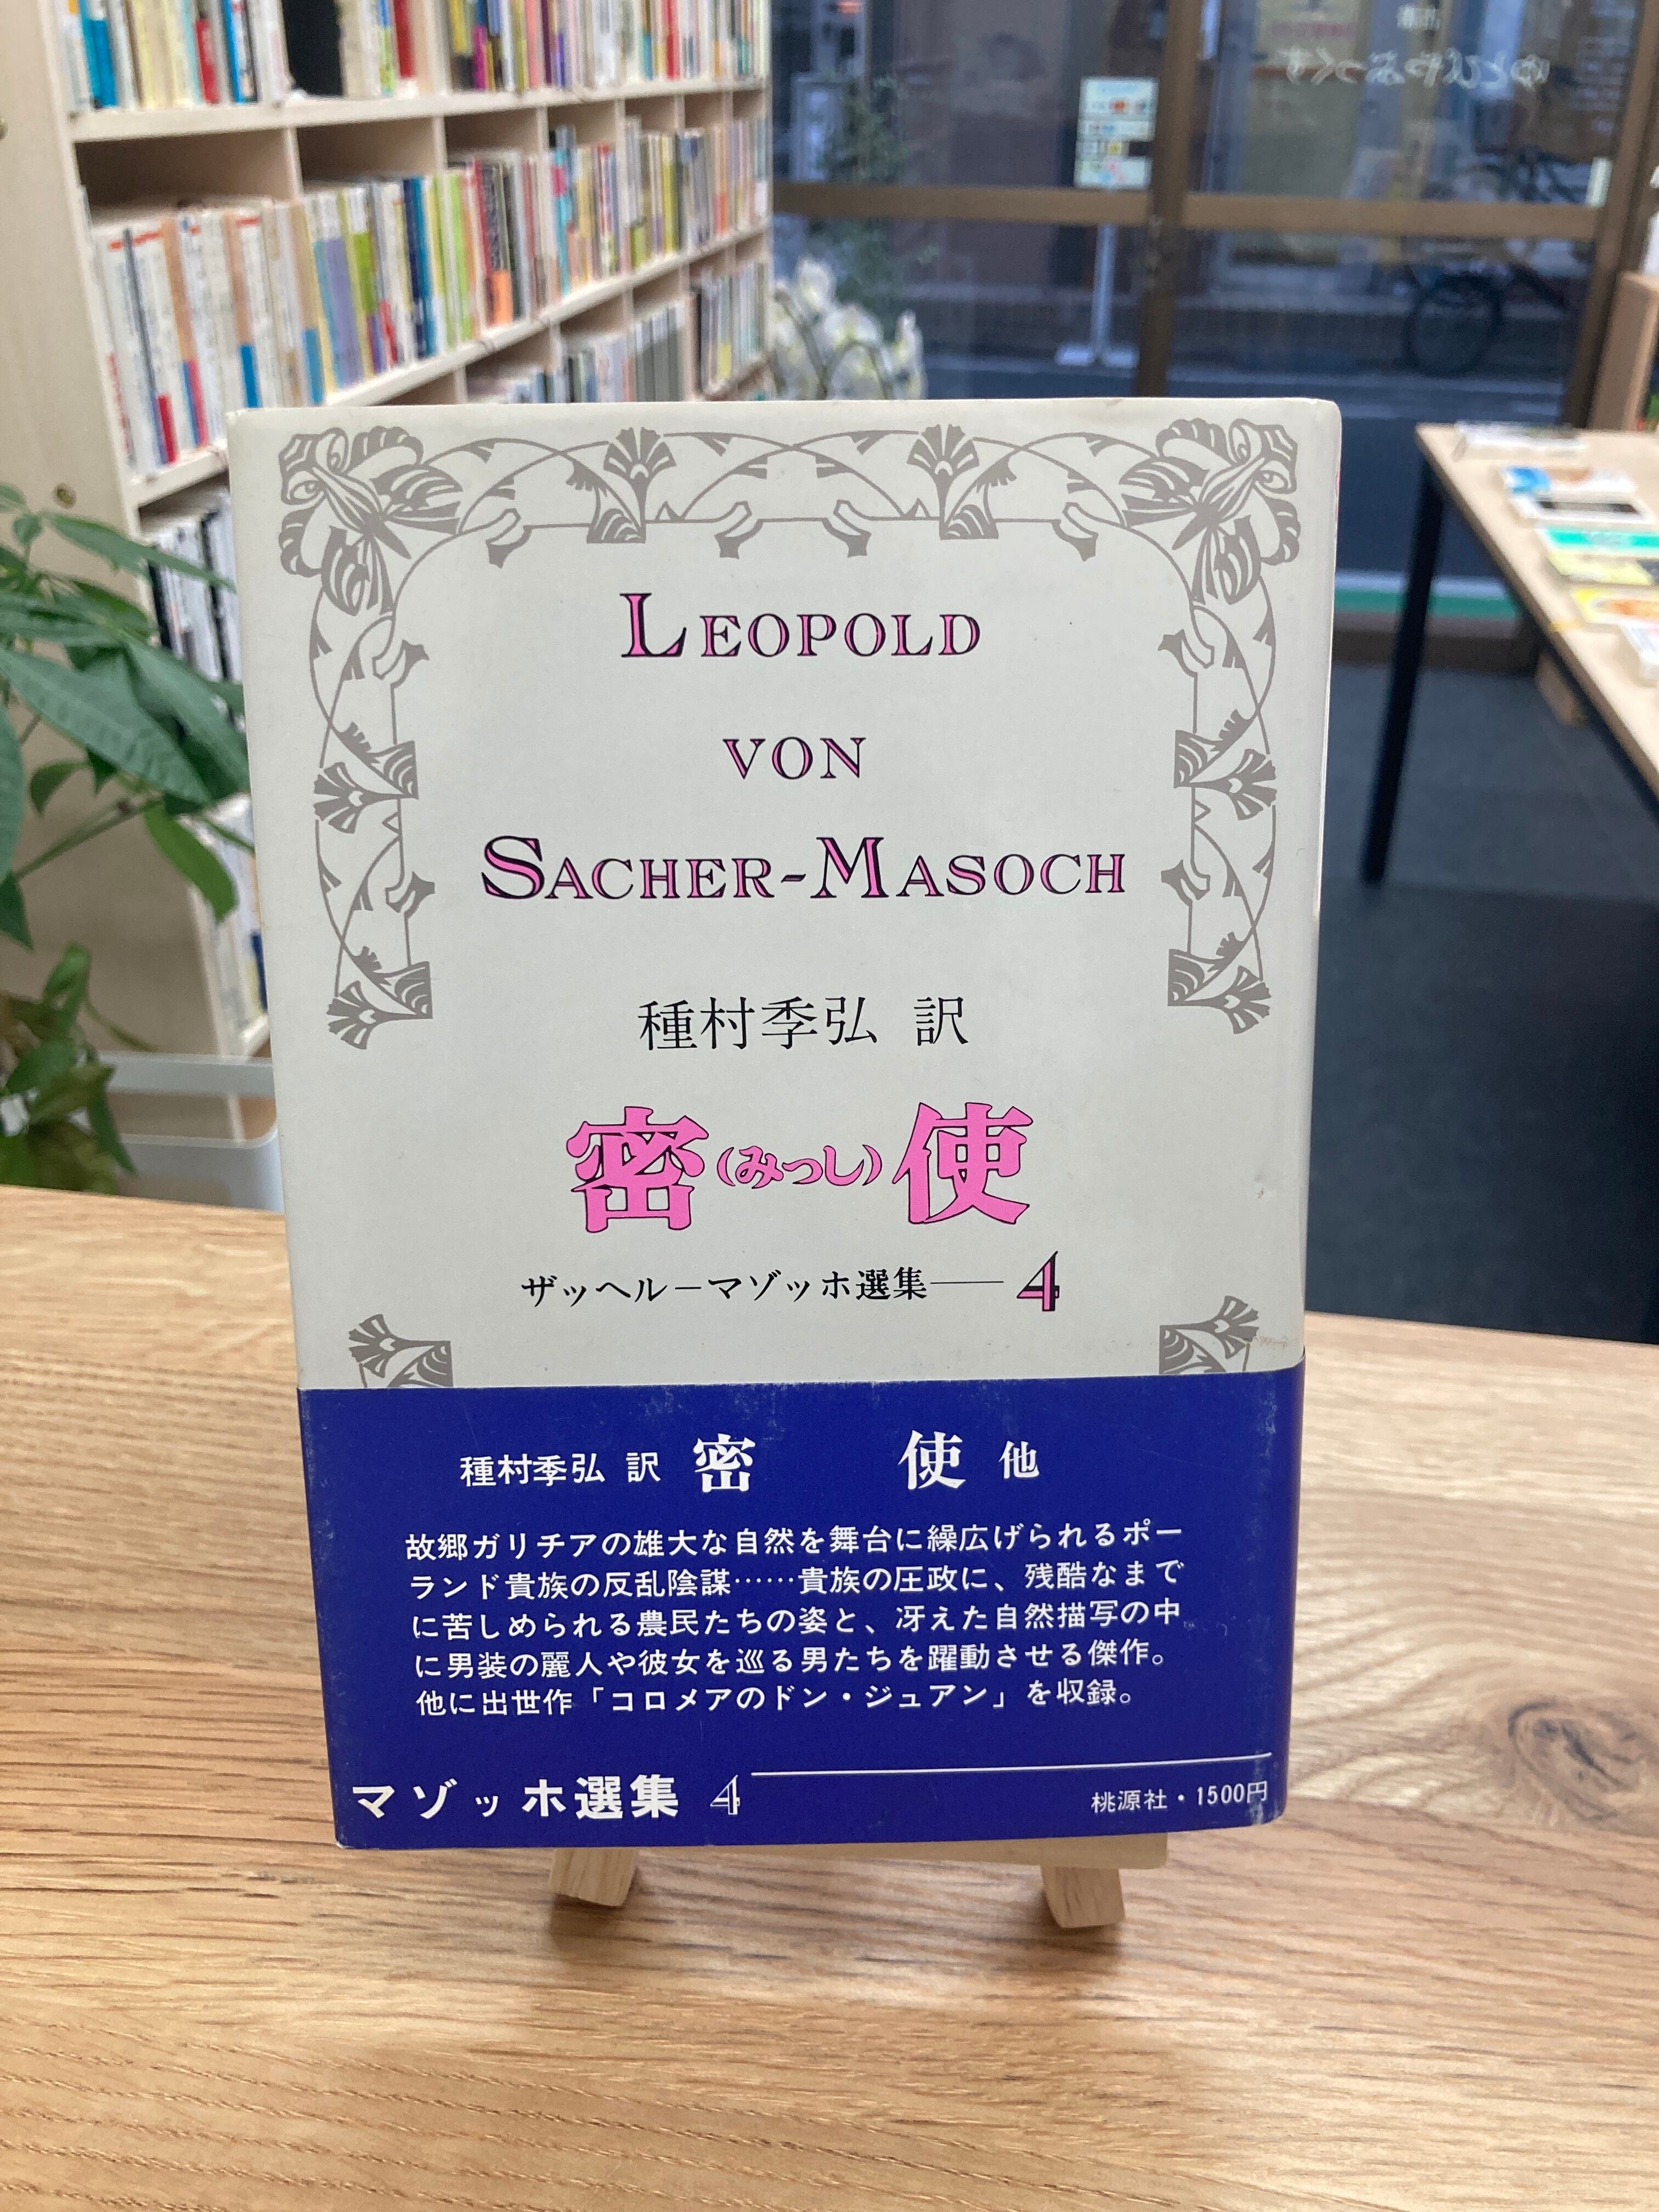 LEOPOLD
VON
SACHER-MASOCH
種村季弘 訳
密(みっし)使
ザッヘル－マゾッホ選集── 4
種村季弘 訳 密 使 他
故郷ガリチアの雄大な自然を舞台に繰広げられるポー
ランド貴族の反乱陰謀……貴族の圧政に、残酷なまで
に苦しめられる農民たちの姿と、冴えた自然描写の中
に男装の麗人や彼女を巡る男たちを躍動させる傑作。
他に出世作「コロメアのドン・ジュアン」を収録。
マゾッホ選集 4
桃源社・1500円